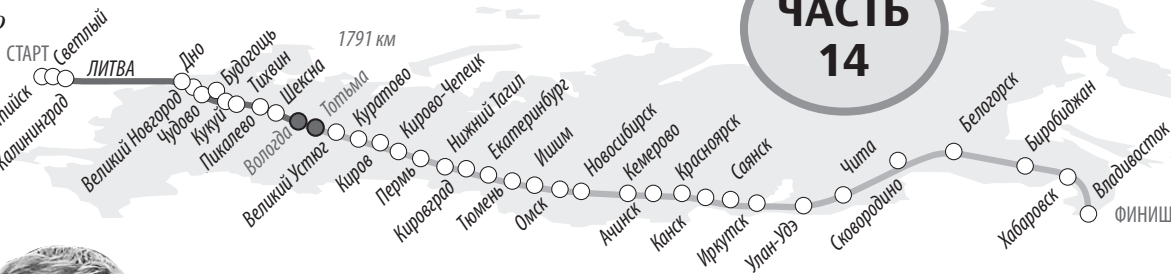 ЧАСТЬ
14
СТАРТ
Светлый
Калининград
ЛИТВА
Дно
Великий Новгород
Чудово
Будогощь
Кукуй
Тихвин
Пикалево
Шексна
Вологда
1791 км
Тотьма
Великий Устюг
Куратово
Киров
Кирово-Чепецк
Пермь
Нижний Тагил
Кировград
Екатеринбург
Тюмень
Ишим
Омск
Новосибирск
Ачинск
Кемерово
Канск
Красноярск
Иркутск
Саянск
Улан-Удэ
Чита
Сковородино
Белогорск
Биробиджан
Хабаровск
Владивосток
ФИНИШ